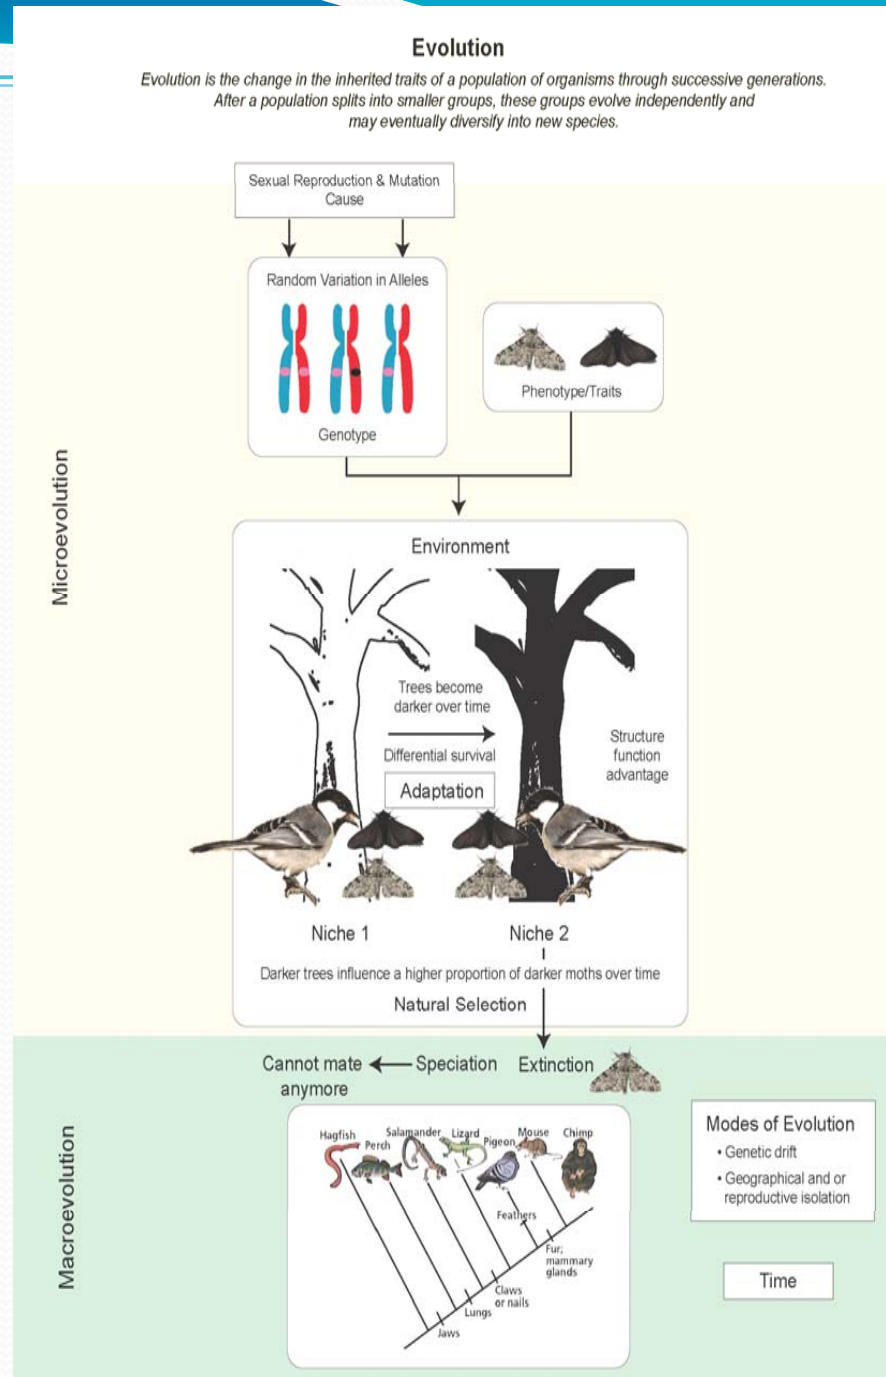 Evolution
Evolution is the change in the inherited traits of a population of organisms through successive generations.
After a population splits into smaller groups, these groups evolve independently and
may eventually diversify into new species.
Sexual Reproduction & Mutation
Cause
Random Variation in Alleles
Genotype
Phenotype/Traits
Microevolution
Environment
Trees become
darker over time
Differential survival
Adaptation
Structure
function
advantage
Niche 1
Niche 2
Darker trees influence a higher proportion of darker moths over time
Natural Selection
Macroevolution
Cannot mate
anymore
Speciation
Extinction
Hagfish
Perch
Salamander
Lizard
Pigeon
Mouse
Chimp
Feathers
Fur;
mammary
glands
Claws
or nails
Lungs
Jaws
Modes of Evolution
• Genetic drift
• Geographical and or
reproductive isolation
Time